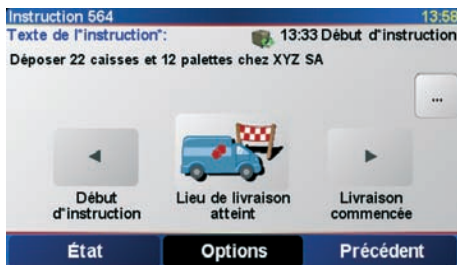 Instruction 564 13:58
Texte de l"instruction": 13:33 Début d'instruction
Déposer 22 caisses et 12 palettes chez XYZ SA
...
Début d"instruction
Lieu de livraison atteint
Livraison commencée
État Options Précédent